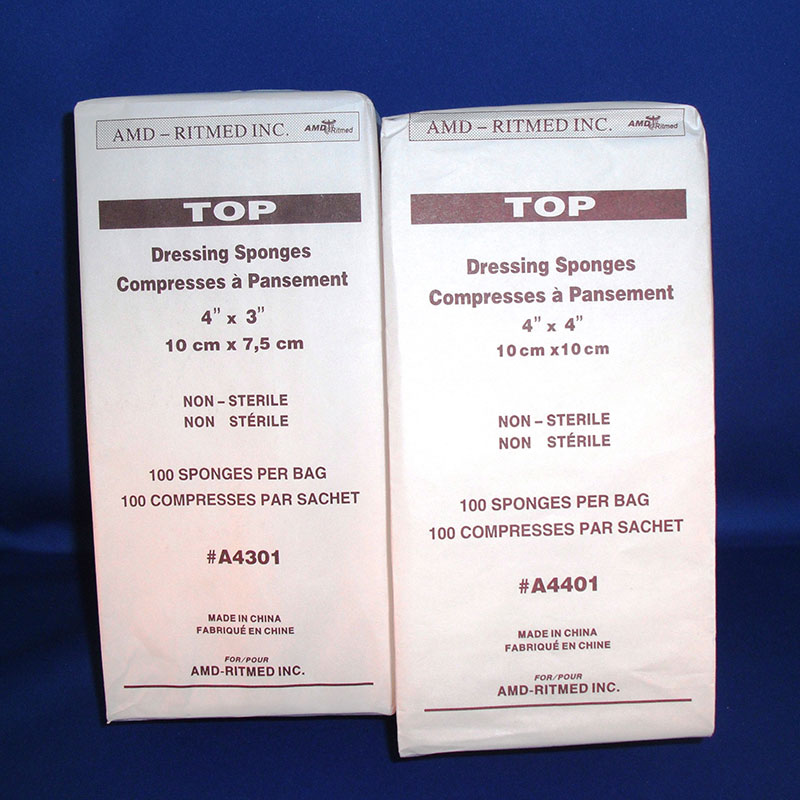 AMD – RITMED INC. AMD Ritmed
TOP
Dressing Sponges
Compresses à Pansement
4" x 3"
10 cm x 7,5 cm
NON – STERILE
NON STÉRILE
100 SPONGES PER BAG
100 COMPRESSES PAR SACHET
#A4301
MADE IN CHINA
FABRIQUÉ EN CHINE
FOR/POUR
AMD-RITMED INC.
AMD – RITMED INC. AMD Ritmed
TOP
Dressing Sponges
Compresses à Pansement
4" x 4"
10 cm x 10 cm
NON – STERILE
NON STÉRILE
100 SPONGES PER BAG
100 COMPRESSES PAR SACHET
#A4401
MADE IN CHINA
FABRIQUÉ EN CHINE
FOR/POUR
AMD-RITMED INC.